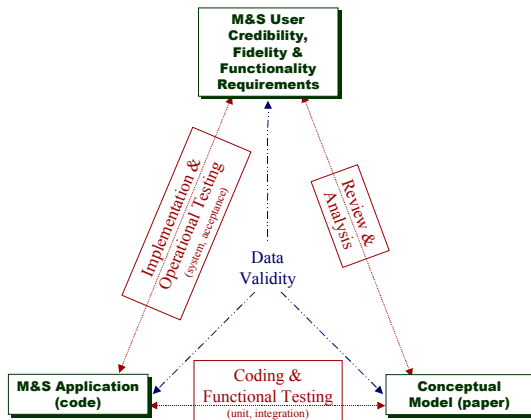 M&S User
Credibility,
Fidelity &
Functionality
Requirements
Implementation &
Operational Testing
(system, acceptance)
Review &
Analysis
Data
Validity
M&S Application
(code)
Coding &
Functional Testing
(unit, integration)
Conceptual
Model (paper)